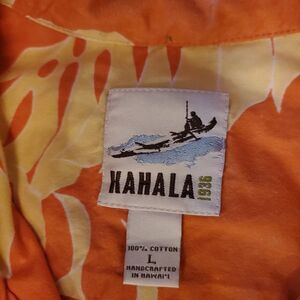 KAHALA
1936
100% COTTON
L
HANDCRAFTED
IN HAWAI'I